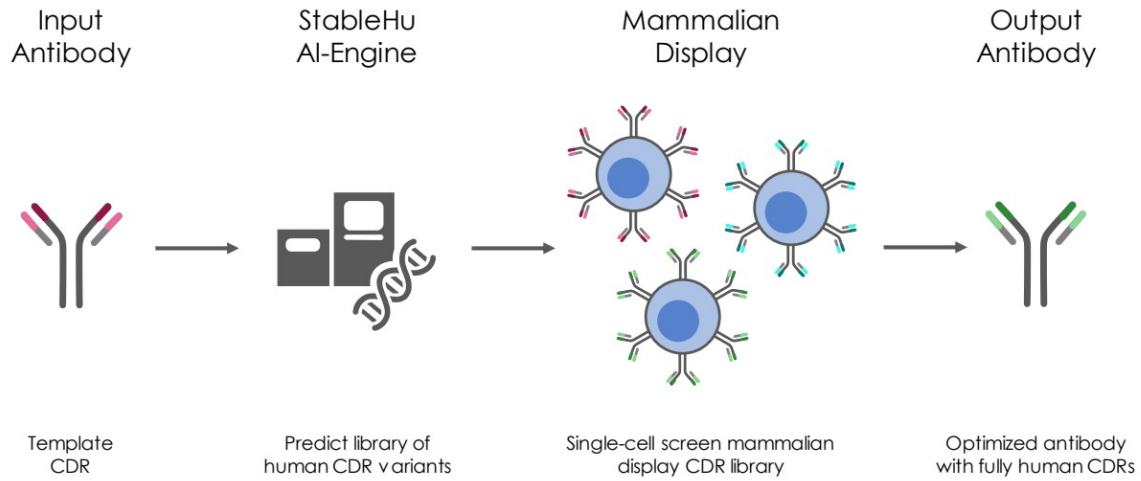 Input
Antibody
StableHu
AI-Engine
Mammalian
Display
Output
Antibody
Template
CDR
Predict library of
human CDR variants
Single-cell screen mammalian
display CDR library
Optimized antibody
with fully human CDRs